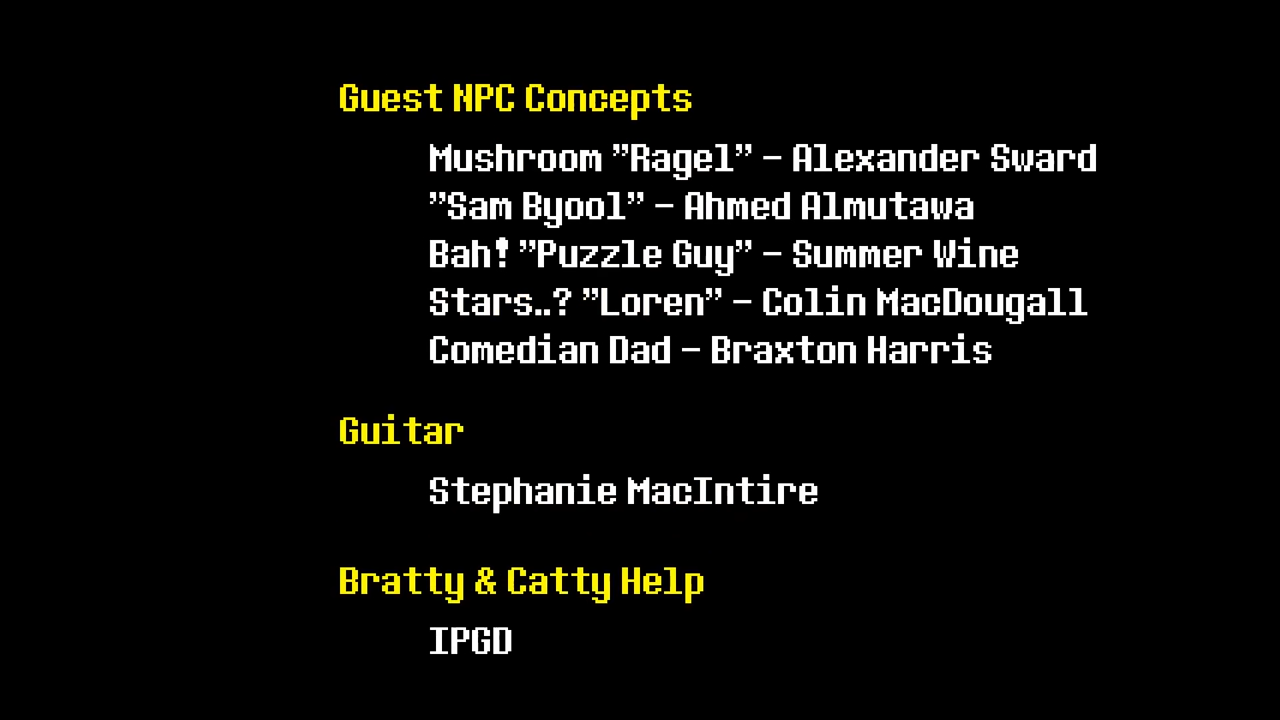 Guest NPC Concepts
Mushroom "Ragel" - Alexander Sward
"Sam Byool" - Ahmed Almutawa
Bah! "Puzzle Guy" - Summer Wine
Stars..? "Loren" - Colin MacDougall
Comedian Dad - Braxton Harris
Guitar
Stephanie MacIntire
Bratty & Catty Help
IPGD